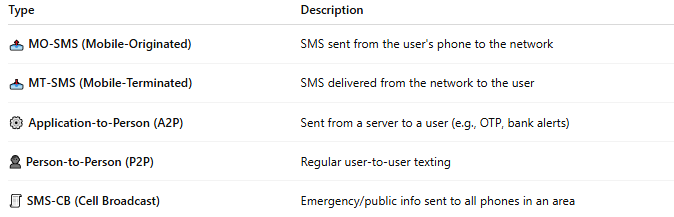 Type Description
MO-SMS (Mobile-Originated) SMS sent from the user's phone to the network
MT-SMS (Mobile-Terminated) SMS delivered from the network to the user
Application-to-Person (A2P) Sent from a server to a user (e.g., OTP, bank alerts)
Person-to-Person (P2P) Regular user-to-user texting
SMS-CB (Cell Broadcast) Emergency/public info sent to all phones in an area